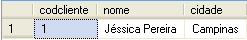 codcliente nome cidade
1 1 Jéssica Pereira Campinas